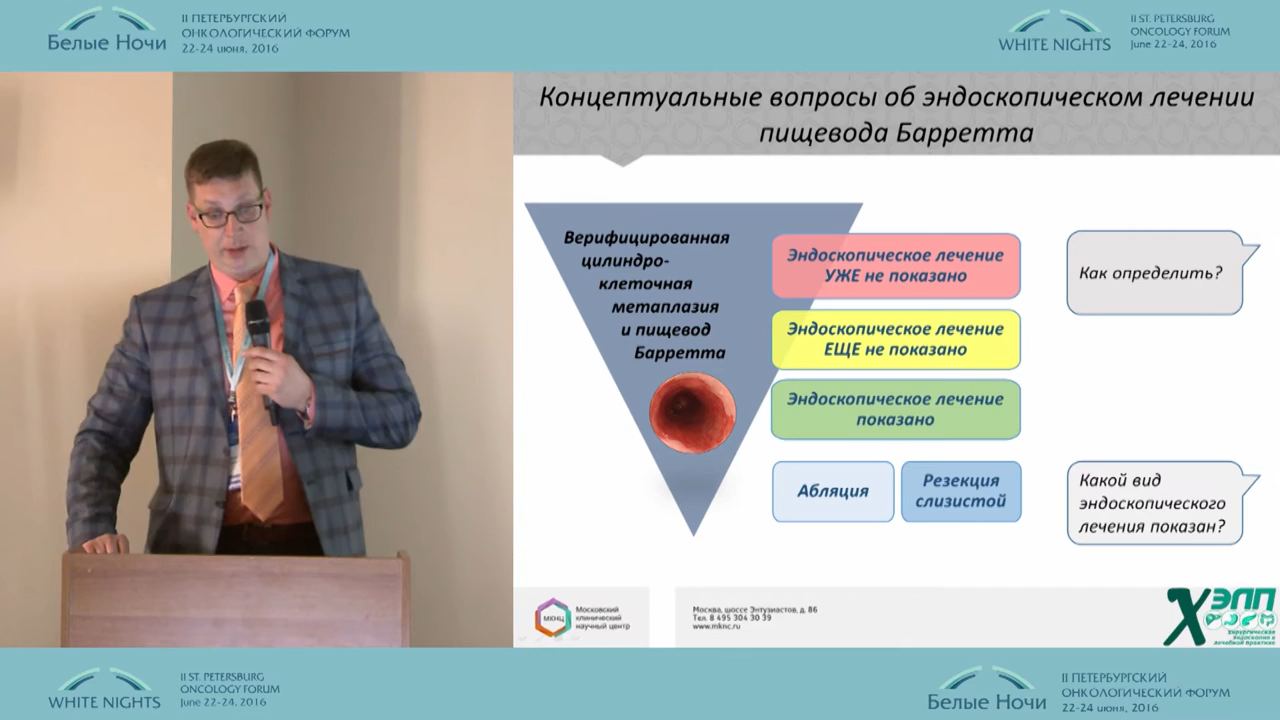 Белые Ночи
II ПЕТЕРБУРГСКИЙ
ОНКОЛОГИЧЕСКИЙ ФОРУМ
22-24 июня, 2016
WHITE NIGHTS
II ST. PETERSBURG
ONCOLOGY FORUM
June 22-24, 2016
Концептуальные вопросы об эндоскопическом лечении
пищевода Барретта
Верифицированная
цилиндро-
клеточная
метаплазия
и пищевод
Барретта
Эндоскопическое лечение
УЖЕ не показано
Эндоскопическое лечение
ЕЩЕ не показано
Эндоскопическое лечение
показано
Абляция
Резекция
слизистой
Как определить?
Какой вид
эндоскопического
лечения показан?
МКНЦ
Московский
клинический
научный центр
Москва, шоссе Энтузиастов, д. 86
Тел. 8 495 304 30 39
www.mknc.ru
ХЭЛП
хирургическая
эндоскопия в
лечебной практике
WHITE NIGHTS
II ST. PETERSBURG
ONCOLOGY FORUM
June 22-24, 2016
Белые Ночи
II ПЕТЕРБУРГСКИЙ
ОНКОЛОГИЧЕСКИЙ ФОРУМ
22-24 июня, 2016